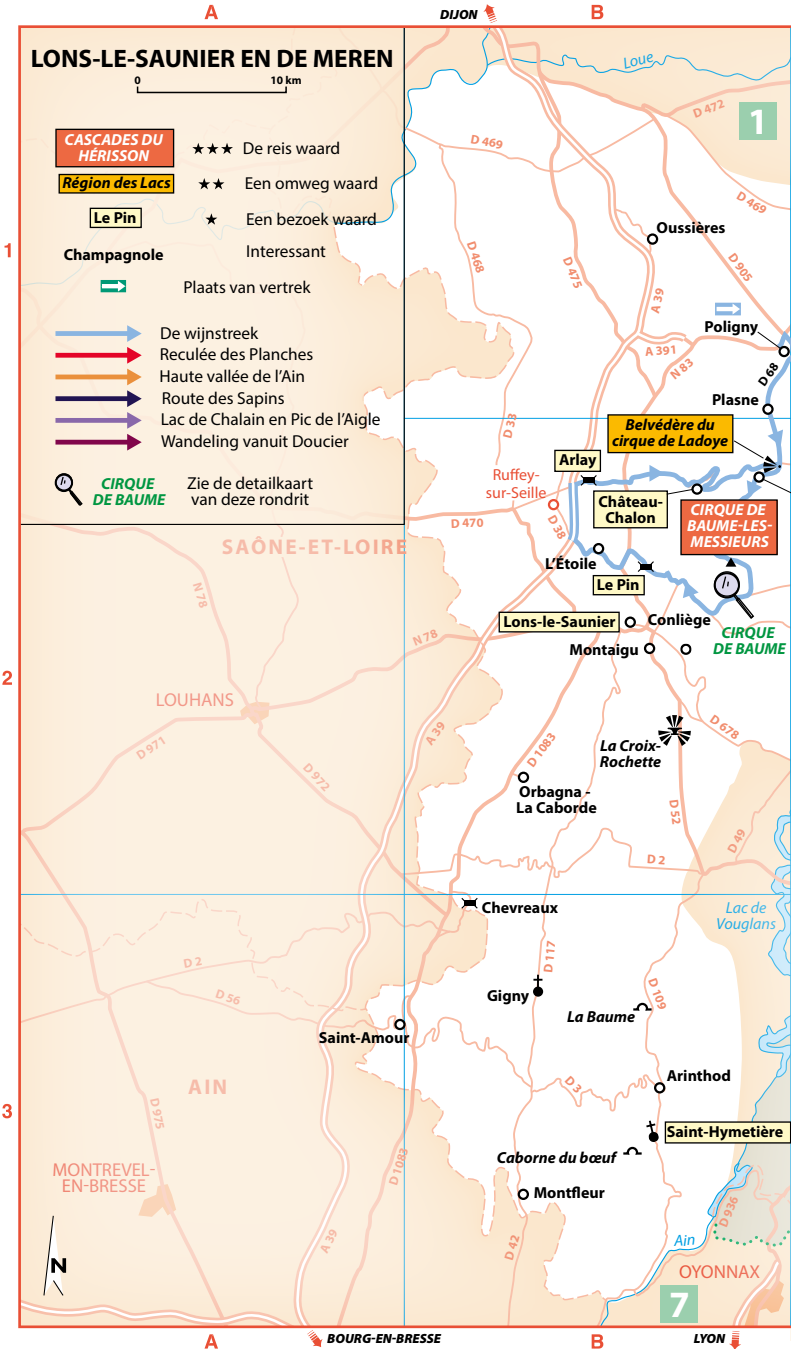 A
DIJON
B
LONS-LE-SAUNIER EN DE MEREN
0
10 km
CASCADES DU
HÉRISSON
★★★ De reis waard
Région des Lacs
★★ Een omweg waard
Le Pin
★ Een bezoek waard
Champagnole
Interessant
Plaats van vertrek
De wijnstreek
Reculée des Planches
Haute vallée de l'Ain
Route des Sapins
Lac de Chalain en Pic de l'Aigle
Wandeling vanuit Doucier
CIRQUE
DE BAUME
Zie de detailkaart
van deze rondrit
Loue
D 472
1
D 469
D 469
Oussières
1
D 468
D 475
D 905
A 39
Poligny
A 391
N 83
D 68
Plasne
D 33
Belvédère du
cirque de Ladoye
Arlay
Ruffey-
sur-Seille
Château-
Chalon
CIRQUE DE
BAUME-LES-
MESSIEURS
D 470
D 38
SAÔNE-ET-LOIRE
L'Étoile
Le Pin
N 78
Lons-le-Saunier
Conliège
CIRQUE
DE BAUME
N 78
Montaigu
2
LOUHANS
D 678
A 39
La Croix-
Rochette
D 971
D 1083
D 972
Orbagna -
La Caborde
D 52
D 49
D 2
Chevreaux
Lac de
Vouglans
D 117
D 2
D 56
Gigny
D 109
La Baume
Saint-Amour
Arinthod
AIN
D 3
3
D 975
Saint-Hymetière
Caborne du bœuf
D 1083
MONTREVEL-
EN-BRESSE
Montfleur
D 936
A 39
D 42
Ain
N
OYONNAX
7
A
BOURG-EN-BRESSE
B
LYON